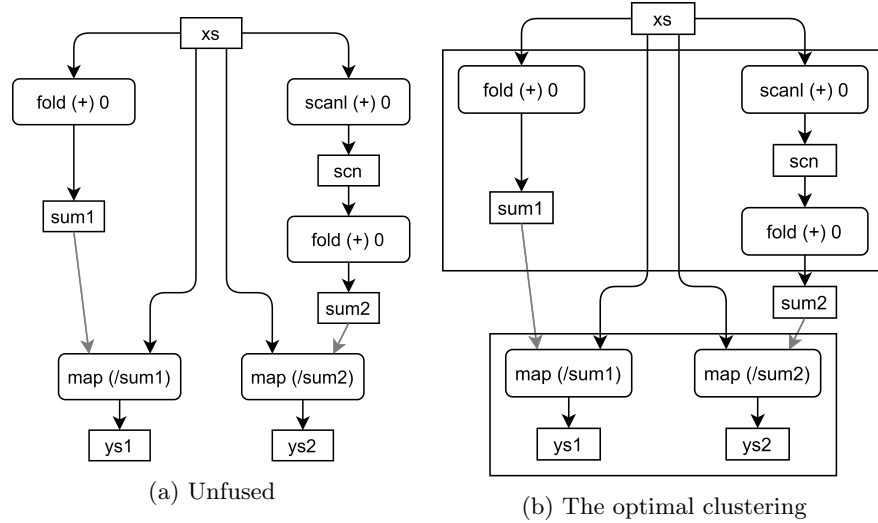 xs
fold (+) 0
scanl (+) 0
scn
sum1
fold (+) 0
sum2
map (/sum1)
map (/sum2)
ys1
ys2
(a) Unfused
xs
fold (+) 0
scanl (+) 0
scn
sum1
fold (+) 0
sum2
map (/sum1)
map (/sum2)
ys1
ys2
(b) The optimal clustering